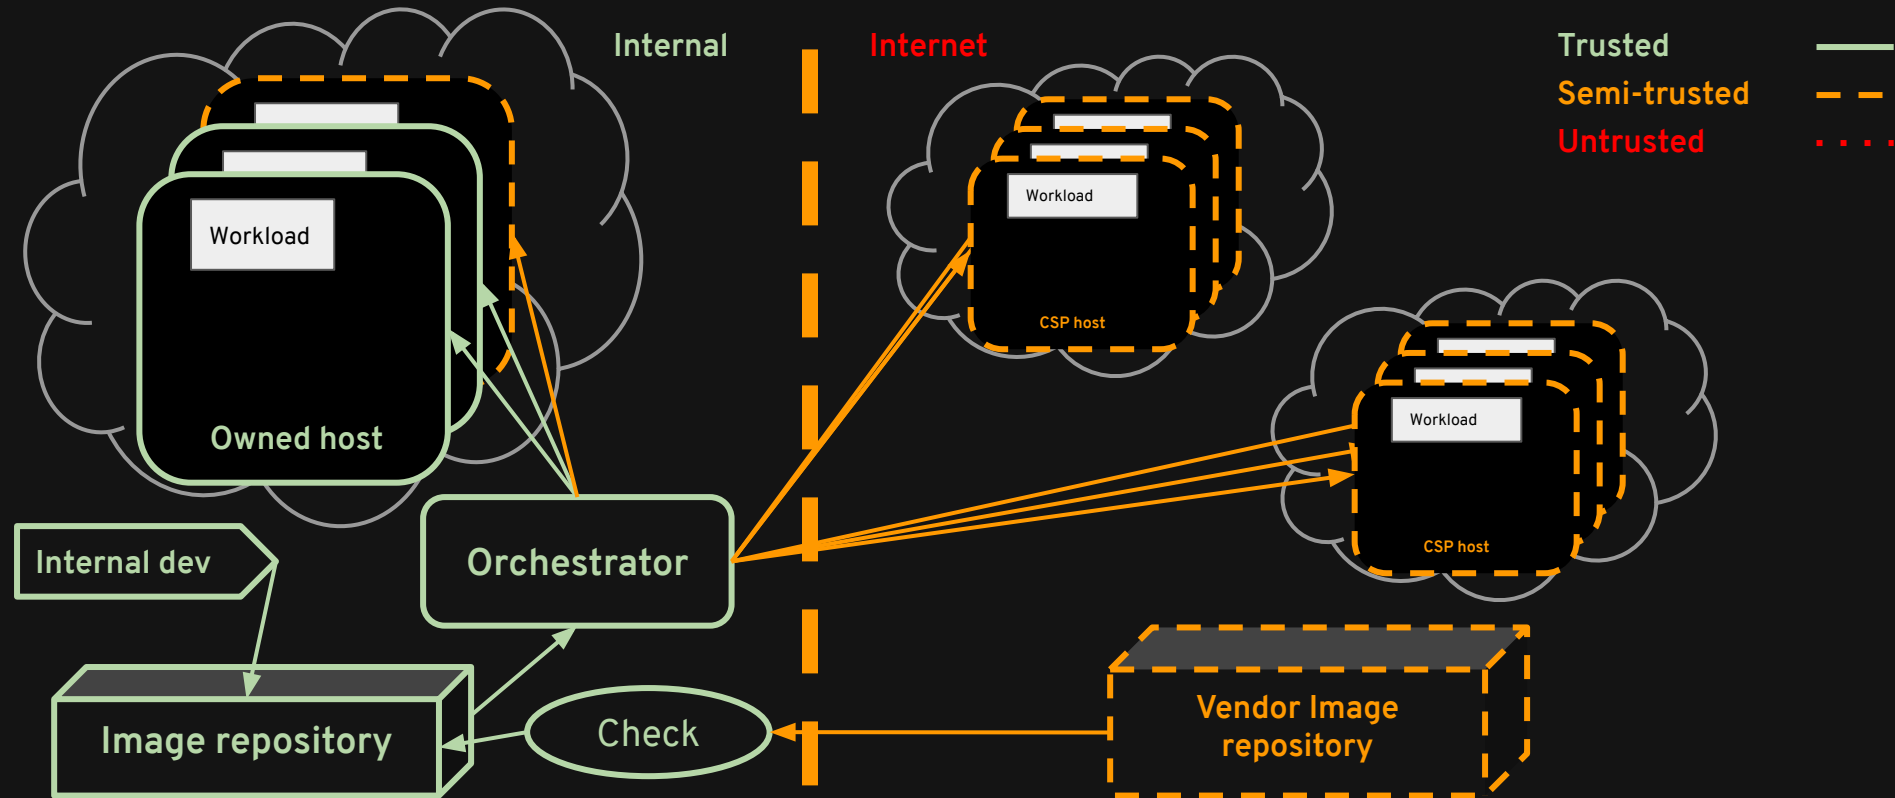 Internal
Internet
Trusted
Semi-trusted
Untrusted
Workload
Owned host
Workload
CSP host
Workload
CSP host
Internal dev
Orchestrator
Image repository
Check
Vendor Image
repository